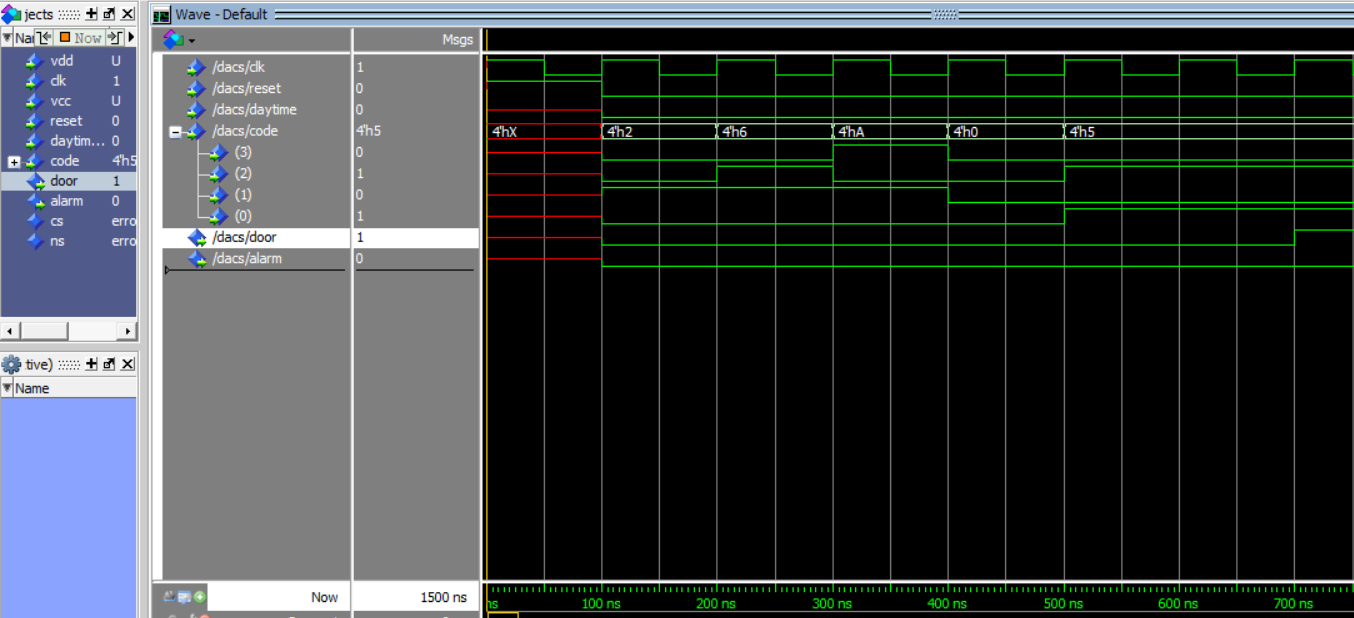 jects
Wave - Default
Nai Now
Msgs
vdd U
clk 1
vcc U
reset 0
daytim... 0
code 4'h5
door 1
alarm 0
cs erro
ns erro
/dacs/clk 1
/dacs/reset 0
/dacs/daytime 0
/dacs/code 4'h5 4'hX 4'h2 4'h6 4'hA 4'h0 4'h5
(3) 0
(2) 1
(1) 0
(0) 1
/dacs/door 1
/dacs/alarm 0
tive)
Name
Now 1500 ns
ns 100 ns 200 ns 300 ns 400 ns 500 ns 600 ns 700 ns